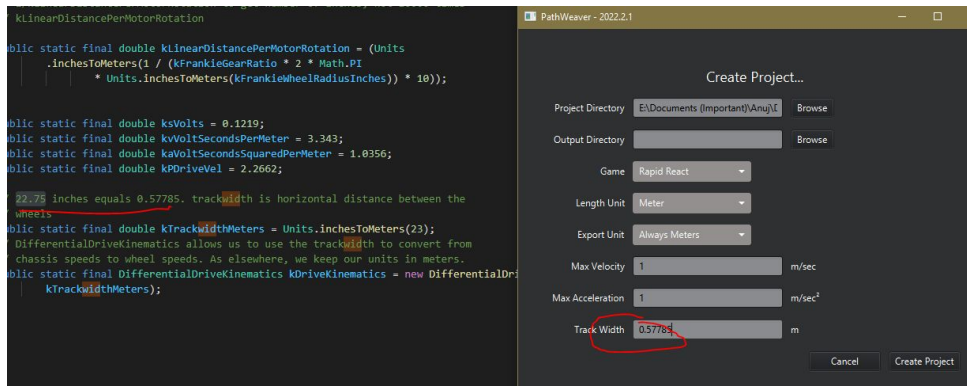 kLinearDistancePerMotorRotation
ublic static final double kLinearDistancePerMotorRotation = (Units
.inchesToMeters(1 / (kFrankieGearRatio * 2 * Math.PI
* Units.inchesToMeters(kFrankieWheelRadiusInches)) * 10));
ublic static final double ksVolts = 0.1219;
ublic static final double kvVoltSecondsPerMeter = 3.343;
ublic static final double kaVoltSecondsSquaredPerMeter = 1.0356;
ublic static final double kPDriveVel = 2.2662;
22.75 inches equals 0.57785. trackwidth is horizontal distance between the
wheels
ublic static final double kTrackwidthMeters = Units.inchesToMeters(23);
DifferentialDriveKinematics allows us to use the trackwidth to convert from
chassis speeds to wheel speeds. As elsewhere, we keep our units in meters.
ublic static final DifferentialDriveKinematics kDriveKinematics = new DifferentialDri
kTrackwidthMeters);
PathWeaver - 2022.2.1
Create Project...
Project Directory E:\Documents (Important)\Anuj\D Browse
Output Directory Browse
Game Rapid React
Length Unit Meter
Export Unit Always Meters
Max Velocity 1 m/sec
Max Acceleration 1 m/sec²
Track Width 0.57785 m
Cancel Create Project